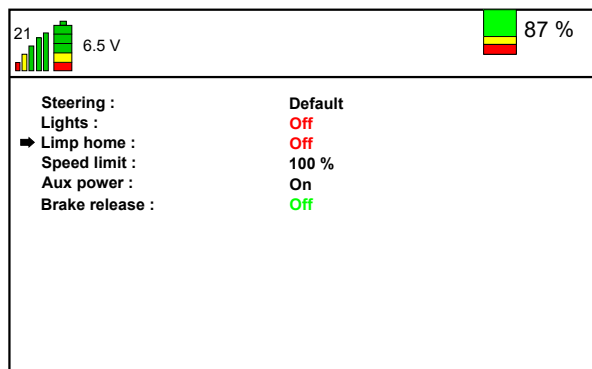 21
6.5 V
87 %
Steering : Default
Lights : Off
Limp home : Off
Speed limit : 100 %
Aux power : On
Brake release : Off